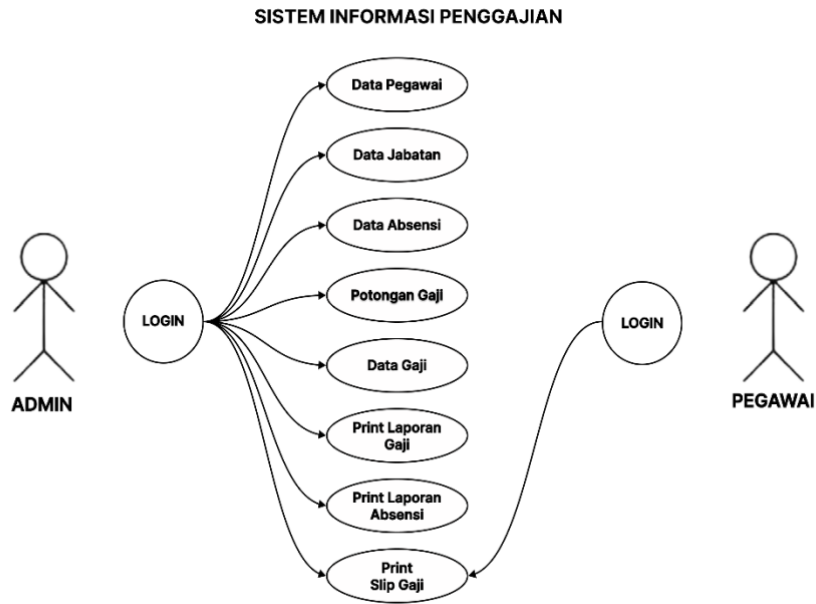 SISTEM INFORMASI PENGGAJIAN
Data Pegawai
Data Jabatan
Data Absensi
Potongan Gaji
Data Gaji
Print Laporan
Gaji
Print Laporan
Absensi
Print
Slip Gaji
LOGIN
ADMIN
LOGIN
PEGAWAI